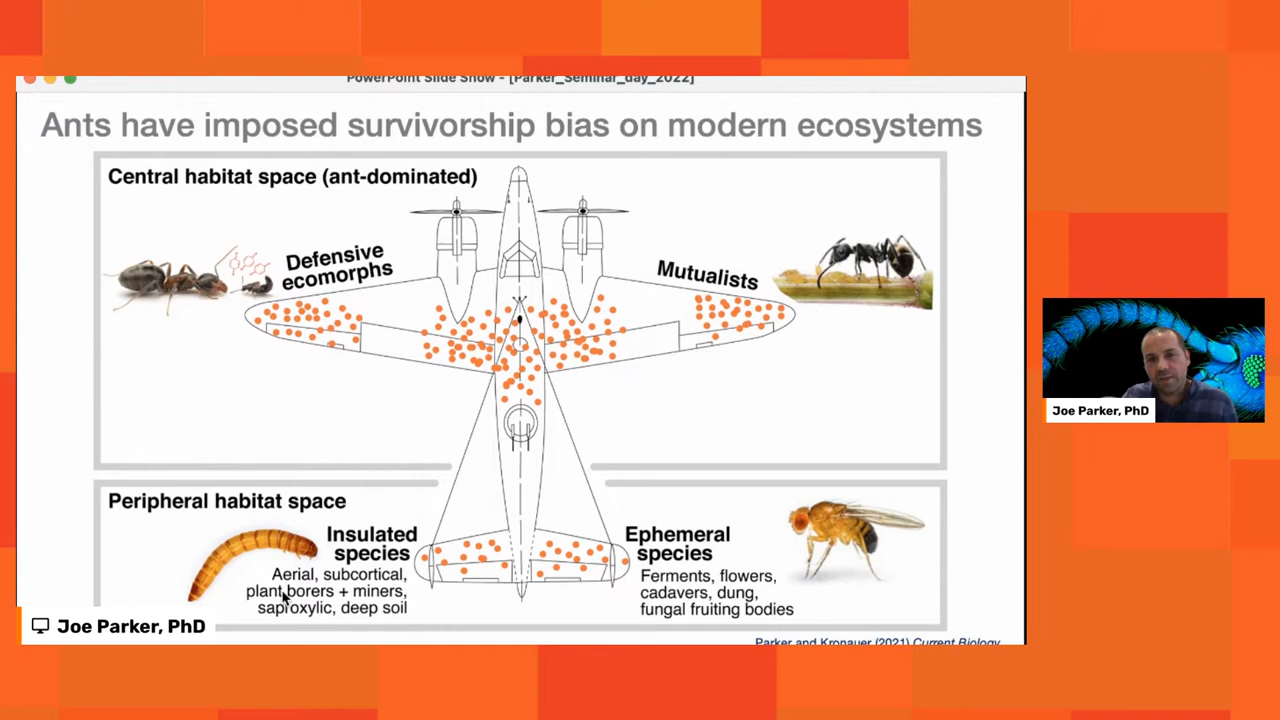 PowerPoint Slide Show - [Parker_Seminar_day_2022]
Ants have imposed survivorship bias on modern ecosystems
Central habitat space (ant-dominated)
Defensive
ecomorphs
Mutualists
Peripheral habitat space
Insulated
species
Aerial, subcortical,
plant borers + miners,
saproxylic, deep soil
Ephemeral
species
Ferments, flowers,
cadavers, dung,
fungal fruiting bodies
Parker and Kronauer (2021) Current Biology
Joe Parker, PhD
Joe Parker, PhD